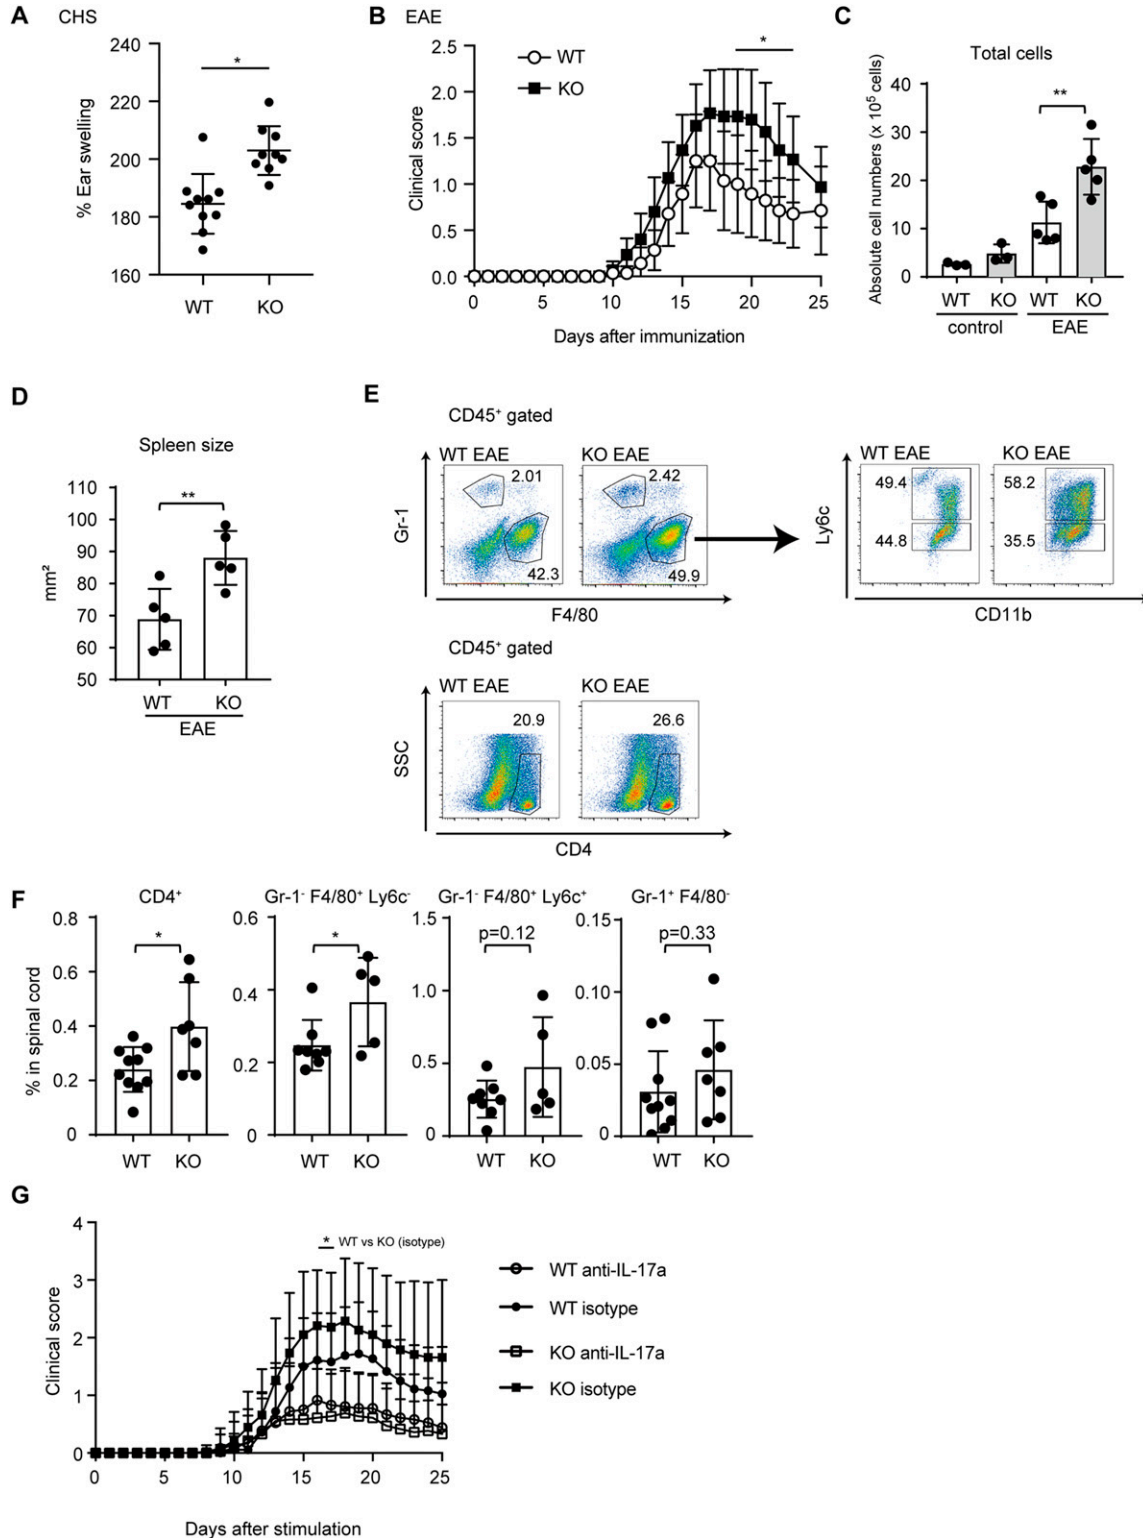 A CHS
% Ear swelling
240
220
200
180
160
*
WT KO
B EAE
Clinical score
2.5
2.0
1.5
1.0
0.5
0.0
WT
KO
*
0 5 10 15 20 25
Days after immunization
C
Total cells
Absolute cell numbers (x 10⁵ cells)
40
30
20
10
0
**
WT KO WT KO
control EAE
D
Spleen size
mm²
110
100
90
80
70
60
50
**
WT KO
EAE
E
CD45⁺ gated
WT EAE KO EAE
2.01 2.42
42.3 49.9
Gr-1
F4/80
WT EAE KO EAE
49.4 58.2
44.8 35.5
Ly6c
CD11b
CD45⁺ gated
WT EAE KO EAE
20.9 26.6
SSC
CD4
F
% in spinal cord
CD4⁺
0.8
0.6
0.4
0.2
0
*
WT KO
Gr-1⁻ F4/80⁺ Ly6c⁻
0.6
0.4
0.2
0
*
WT KO
Gr-1⁻ F4/80⁺ Ly6c⁺
1.5
1.0
0.5
0
p=0.12
WT KO
Gr-1⁺ F4/80⁻
0.15
0.10
0.05
0
p=0.33
WT KO
G
Clinical score
4
3
2
1
0
* WT vs KO (isotype)
0 5 10 15 20 25
Days after stimulation
WT anti-IL-17a
WT isotype
KO anti-IL-17a
KO isotype